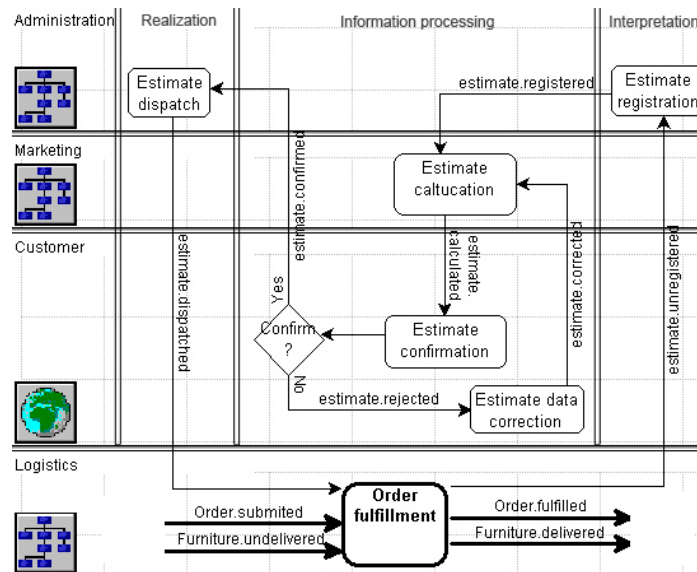 Administration
Realization
Information processing
Interpretation
Estimate
dispatch
estimate.registered
Estimate
registration
Marketing
estimate.confirmed
Estimate
caltucation
Customer
estimate.dispatched
Yes
estimate.
calculated
estimate.corrected
estimate.unregistered
Confirm
?
Estimate
confirmation
No
estimate.rejected
Estimate data
correction
Logistics
Order.submited
Order
fulfillment
Order.fulfilled
Furniture.undelivered
Furniture.delivered